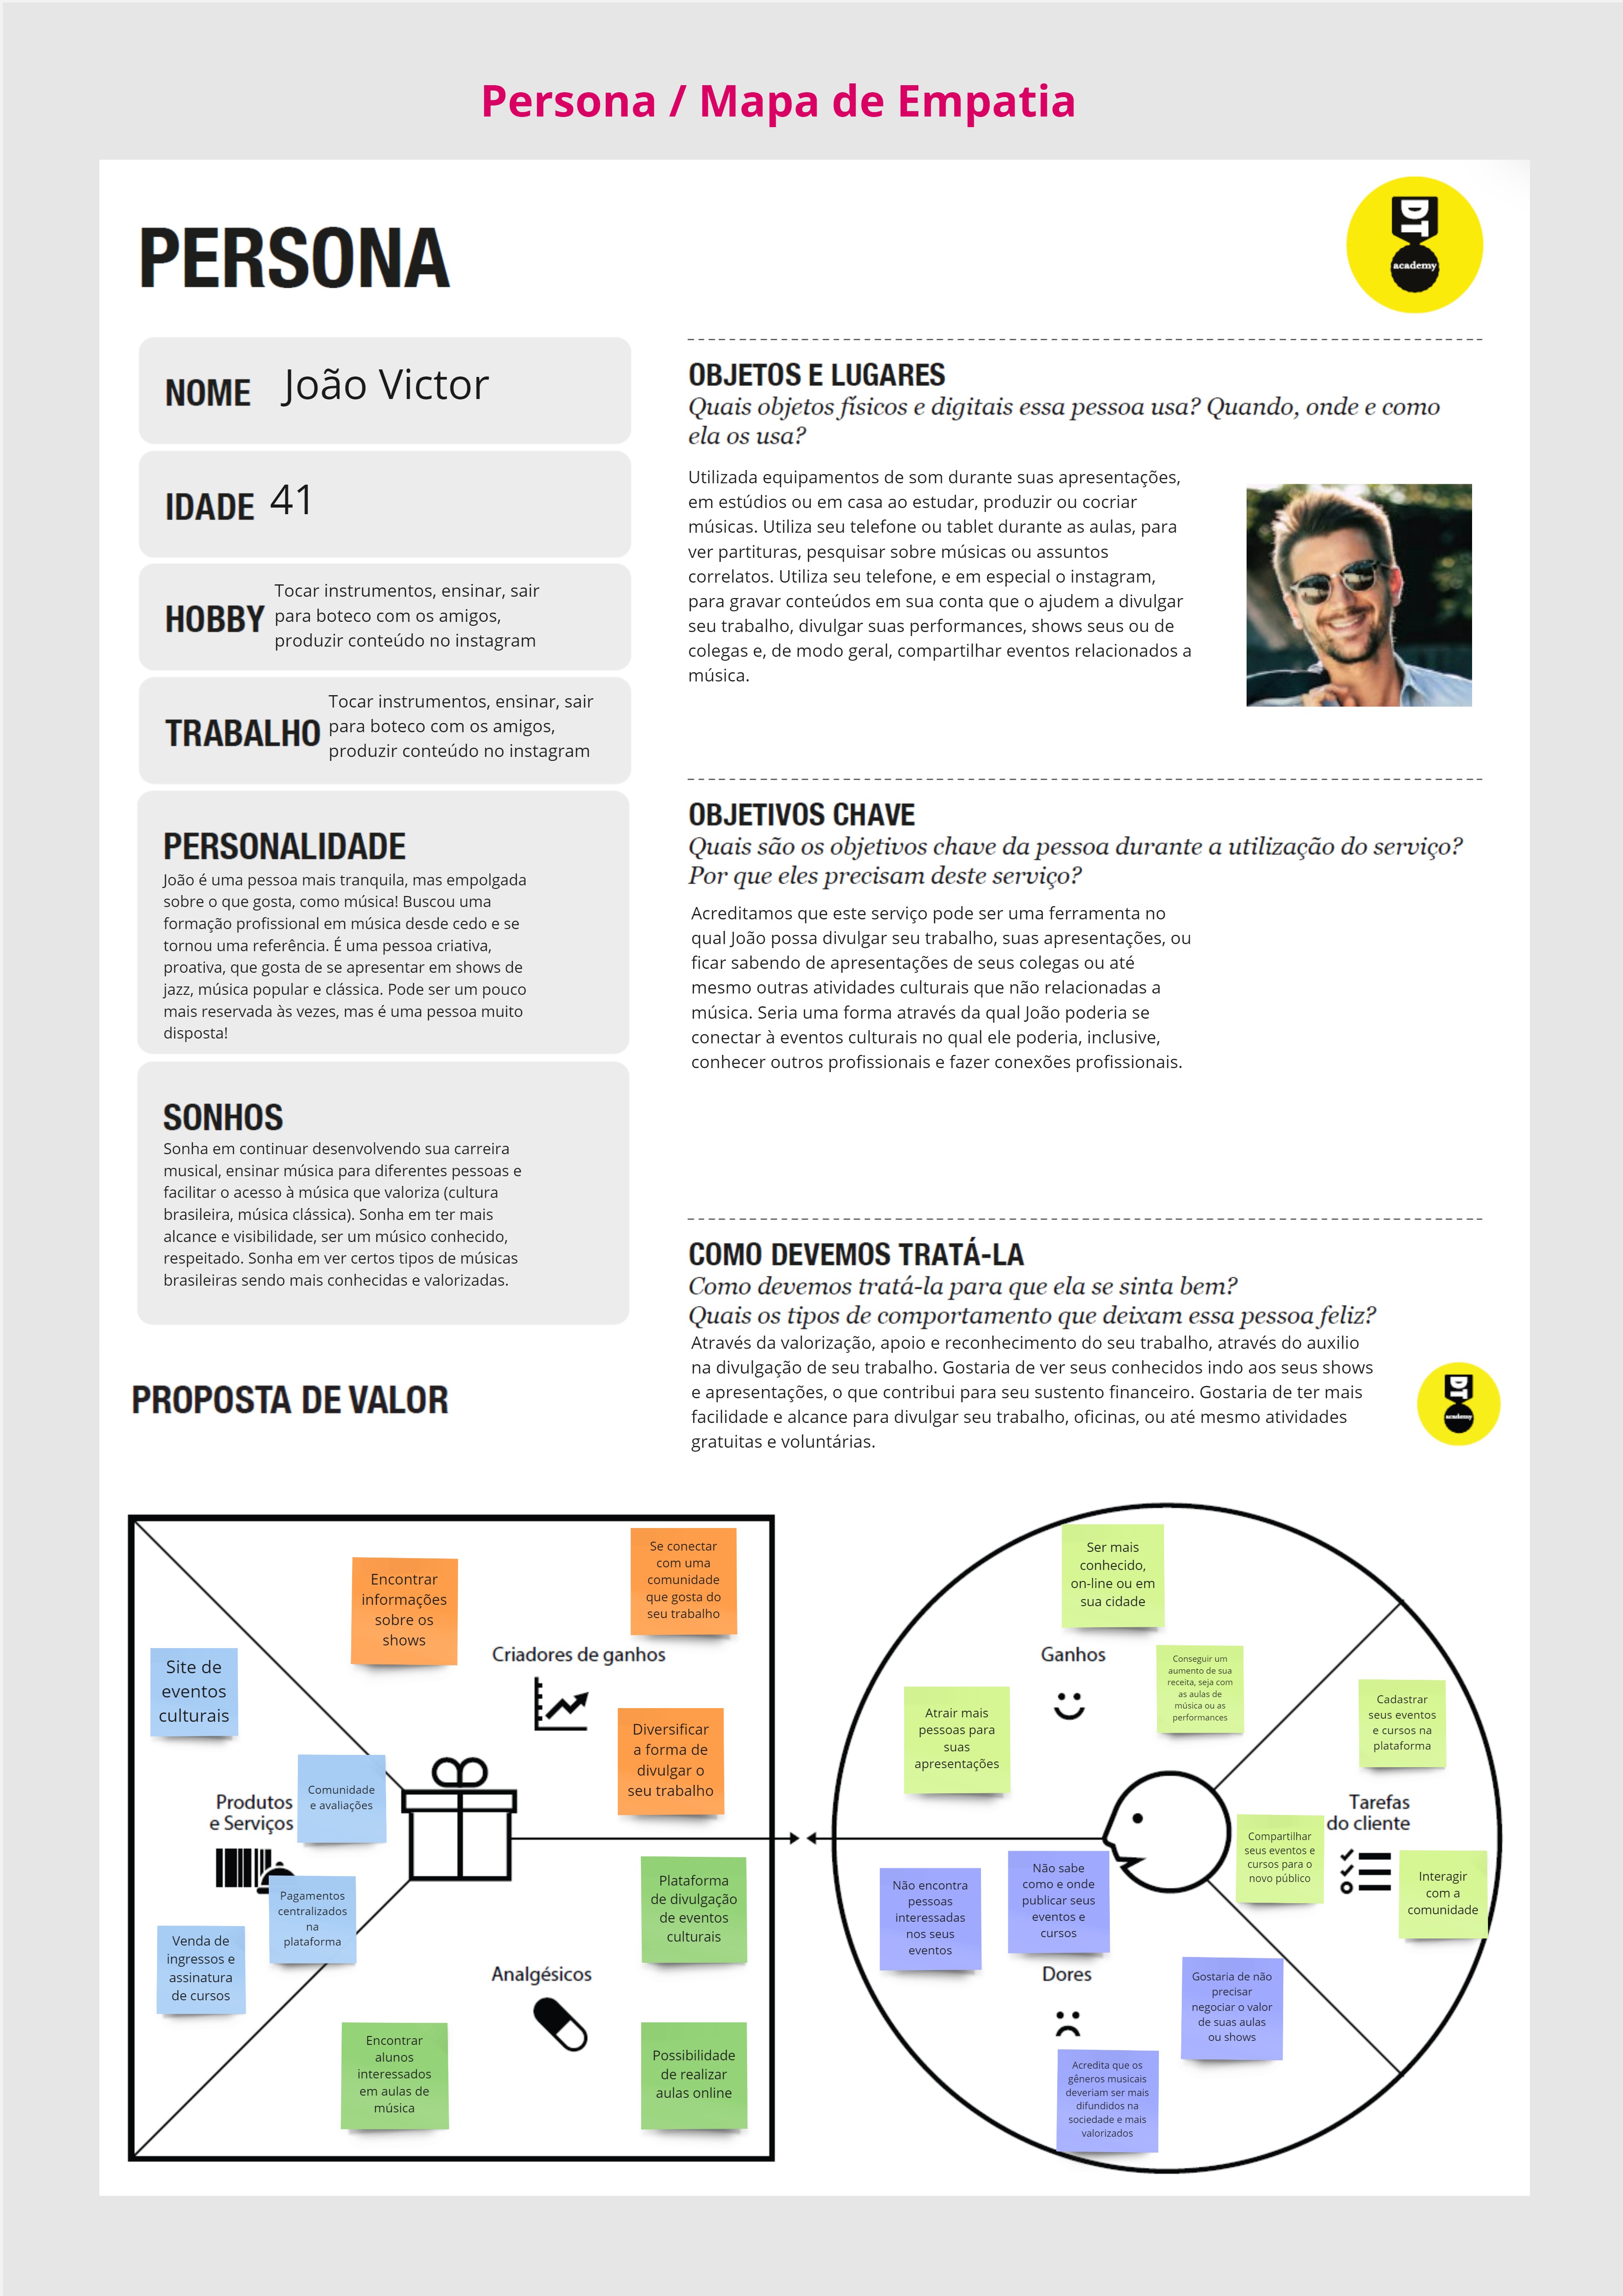 Persona / Mapa de Empatia
PERSONA
DT
academy
NOME João Victor
IDADE 41
HOBBY
Tocar instrumentos, ensinar, sair
para boteco com os amigos,
produzir conteúdo no instagram
TRABALHO
Tocar instrumentos, ensinar, sair
para boteco com os amigos,
produzir conteúdo no instagram
PERSONALIDADE
João é uma pessoa mais tranquila, mas empolgada
sobre o que gosta, como música! Buscou uma
formação profissional em música desde cedo e se
tornou uma referência. É uma pessoa criativa,
proativa, que gosta de se apresentar em shows de
jazz, música popular e clássica. Pode ser um pouco
mais reservada às vezes, mas é uma pessoa muito
disposta!
SONHOS
Sonha em continuar desenvolvendo sua carreira
musical, ensinar música para diferentes pessoas e
facilitar o acesso à música que valoriza (cultura
brasileira, música clássica). Sonha em ter mais
alcance e visibilidade, ser um músico conhecido,
respeitado. Sonha em ver certos tipos de músicas
brasileiras sendo mais conhecidas e valorizadas.
OBJETOS E LUGARES
Quais objetos físicos e digitais essa pessoa usa? Quando, onde e como
ela os usa?
Utilizada equipamentos de som durante suas apresentações,
em estúdios ou em casa ao estudar, produzir ou cocriar
músicas. Utiliza seu telefone ou tablet durante as aulas, para
ver partituras, pesquisar sobre músicas ou assuntos
correlatos. Utiliza seu telefone, e em especial o instagram,
para gravar conteúdos em sua conta que o ajudem a divulgar
seu trabalho, divulgar suas performances, shows seus ou de
colegas e, de modo geral, compartilhar eventos relacionados a
música.
OBJETIVOS CHAVE
Quais são os objetivos chave da pessoa durante a utilização do serviço?
Por que eles precisam deste serviço?
Acreditamos que este serviço pode ser uma ferramenta no
qual João possa divulgar seu trabalho, suas apresentações, ou
ficar sabendo de apresentações de seus colegas ou até
mesmo outras atividades culturais que não relacionadas a
música. Seria uma forma através da qual João poderia se
conectar à eventos culturais no qual ele poderia, inclusive,
conhecer outros profissionais e fazer conexões profissionais.
COMO DEVEMOS TRATÁ-LA
Como devemos tratá-la para que ela se sinta bem?
Quais os tipos de comportamento que deixam essa pessoa feliz?
Através da valorização, apoio e reconhecimento do seu trabalho, através do auxilio
na divulgação de seu trabalho. Gostaria de ver seus conhecidos indo aos seus shows
e apresentações, o que contribui para seu sustento financeiro. Gostaria de ter mais
facilidade e alcance para divulgar seu trabalho, oficinas, ou até mesmo atividades
gratuitas e voluntárias.
PROPOSTA DE VALOR
DT
academy
Encontrar
informações
sobre os
shows
Se conectar
com uma
comunidade
que gosta do
seu trabalho
Criadores de ganhos
Diversificar
a forma de
divulgar o
seu trabalho
Site de
eventos
culturais
Comunidade
e avaliações
Produtos
e Serviços
Pagamentos
centralizados
na
plataforma
Venda de
ingressos e
assinatura
de cursos
Plataforma
de divulgação
de eventos
culturais
Analgésicos
Encontrar
alunos
interessados
em aulas de
música
Possibilidade
de realizar
aulas online
Ser mais
conhecido,
on-line ou em
sua cidade
Ganhos
Conseguir um
aumento de sua
receita, seja com
as aulas de
música ou as
performances
Atrair mais
pessoas para
suas
apresentações
Cadastrar
seus eventos
e cursos na
plataforma
Tarefas
do cliente
Compartilhar
seus eventos e
cursos para o
novo público
Interagir
com a
comunidade
Não encontra
pessoas
interessadas
nos seus
eventos
Não sabe
como e onde
publicar seus
eventos e
cursos
Dores
Gostaria de não
precisar
negociar o valor
de suas aulas
ou shows
Acredita que os
gêneros musicais
deveriam ser mais
difundidos na
sociedade e mais
valorizados